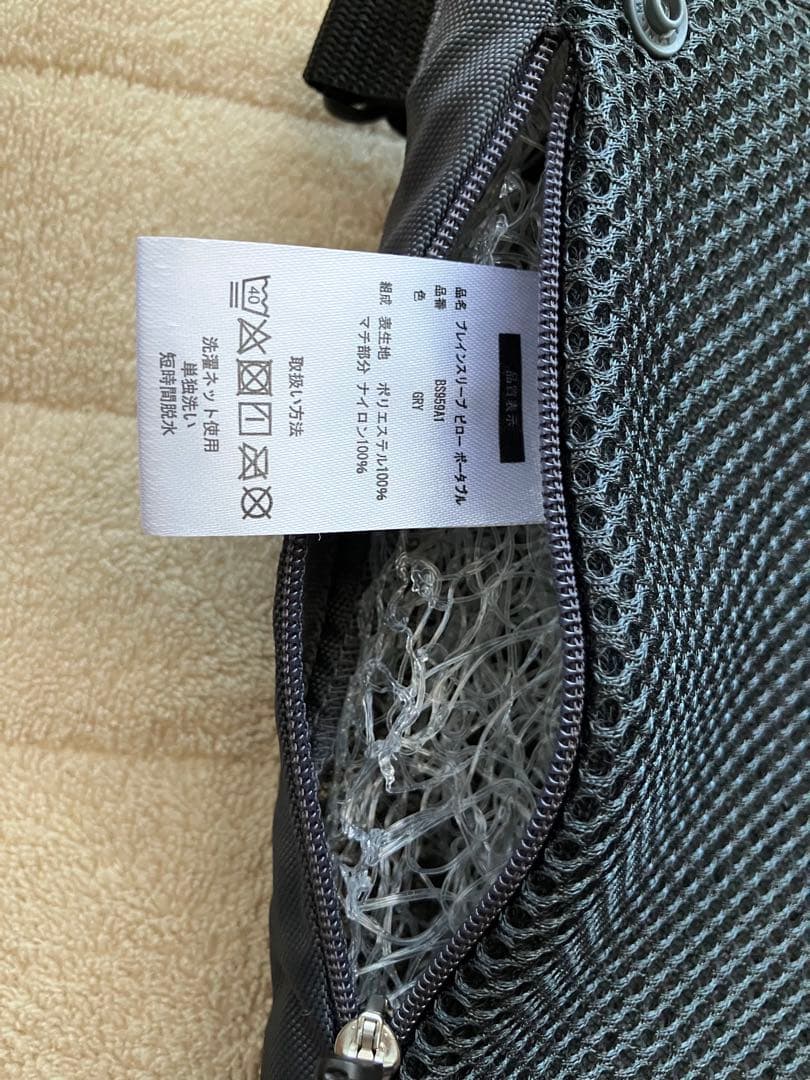 品質表示
品名 ブレインスリープ ピロー ポータブル
品番 BS959A1
色 GRY
組成 表生地 ポリエステル100%
マチ部分 ナイロン100%
取扱い方法
40
洗濯ネット使用
単独洗い
短時間脱水